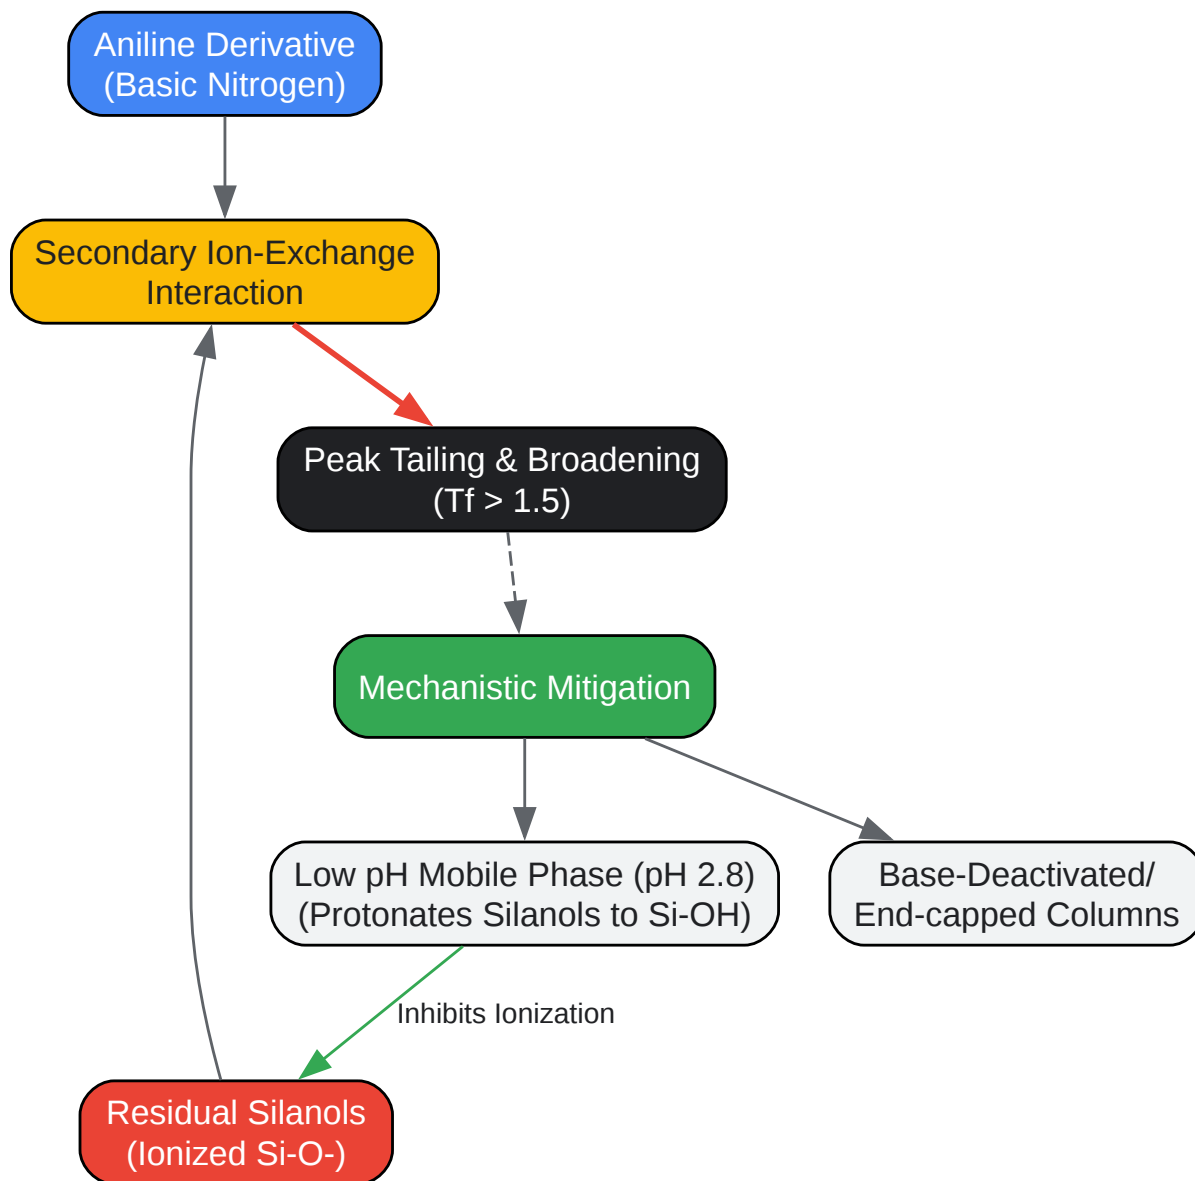 Aniline Derivative
(Basic Nitrogen)
Secondary Ion-Exchange
Interaction
Peak Tailing & Broadening
(Tf > 1.5)
Mechanistic Mitigation
Low pH Mobile Phase (pH 2.8)
(Protonates Silanols to Si-OH)
Base-Deactivated/
End-capped Columns
Inhibits Ionization
Residual Silanols
(Ionized Si-O-)